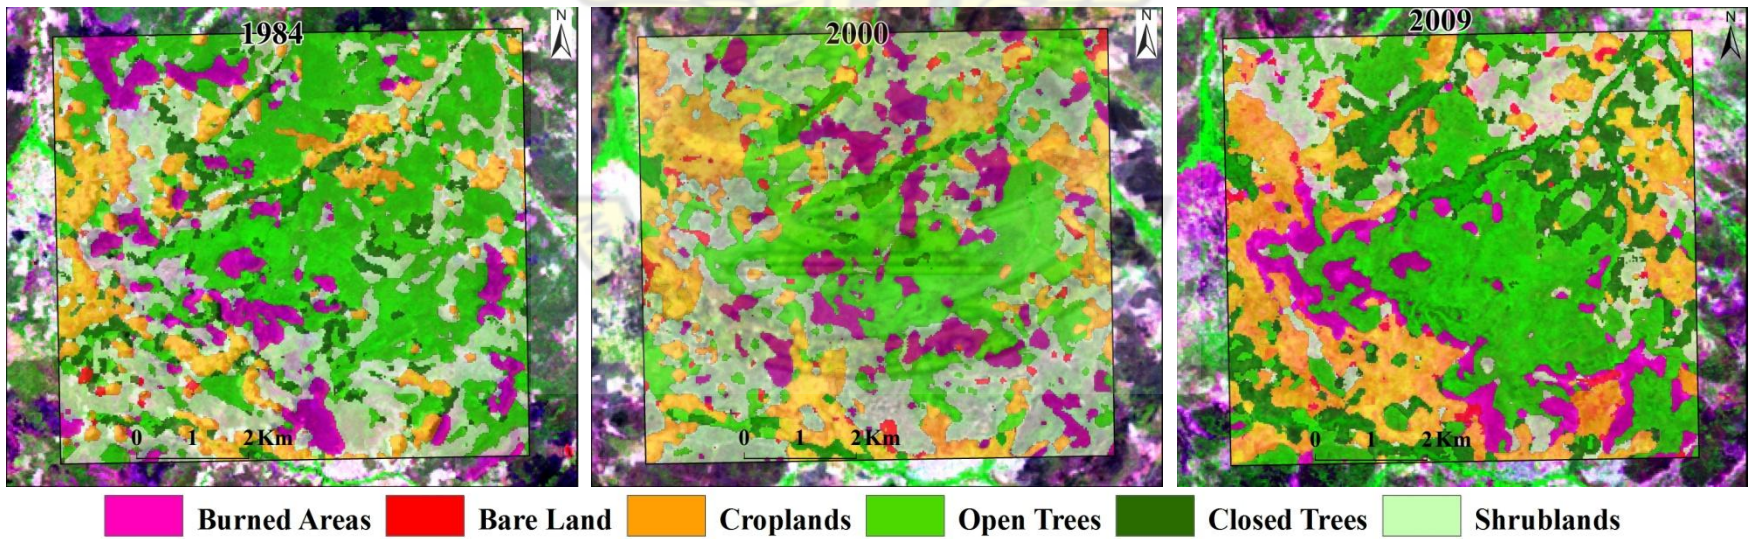 1984
N
2000
N
2009
N
0 1 2 Km
0 1 2 Km
0 1 2 Km
Burned Areas
Bare Land
Croplands
Open Trees
Closed Trees
Shrublands